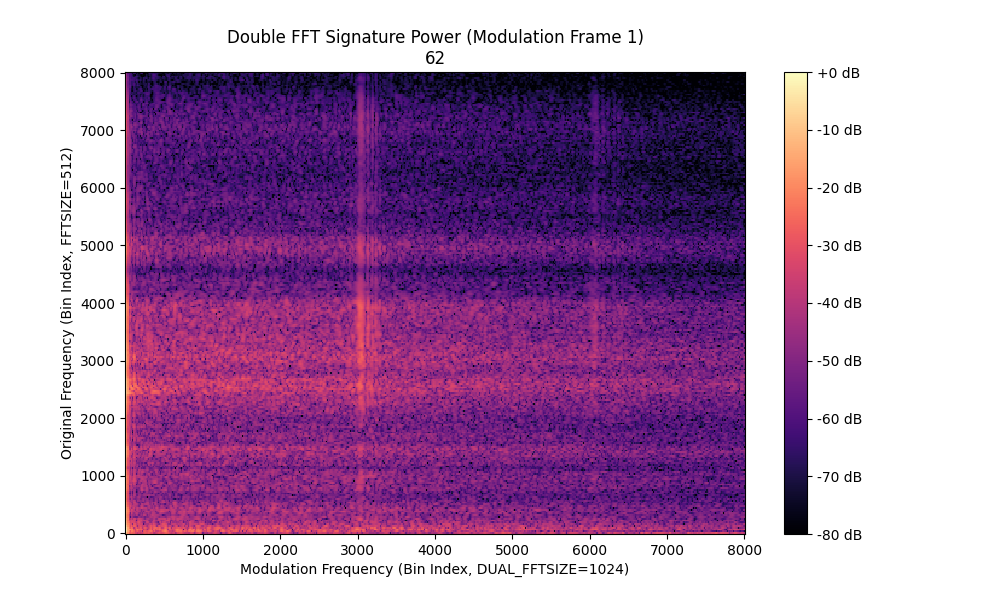 Double FFT Signature Power (Modulation Frame 1)
62
8000
7000
6000
5000
4000
3000
2000
1000
0
Original Frequency (Bin Index, FFTSIZE=512)
0 1000 2000 3000 4000 5000 6000 7000 8000
Modulation Frequency (Bin Index, DUAL_FFTSIZE=1024)
+0 dB
-10 dB
-20 dB
-30 dB
-40 dB
-50 dB
-60 dB
-70 dB
-80 dB